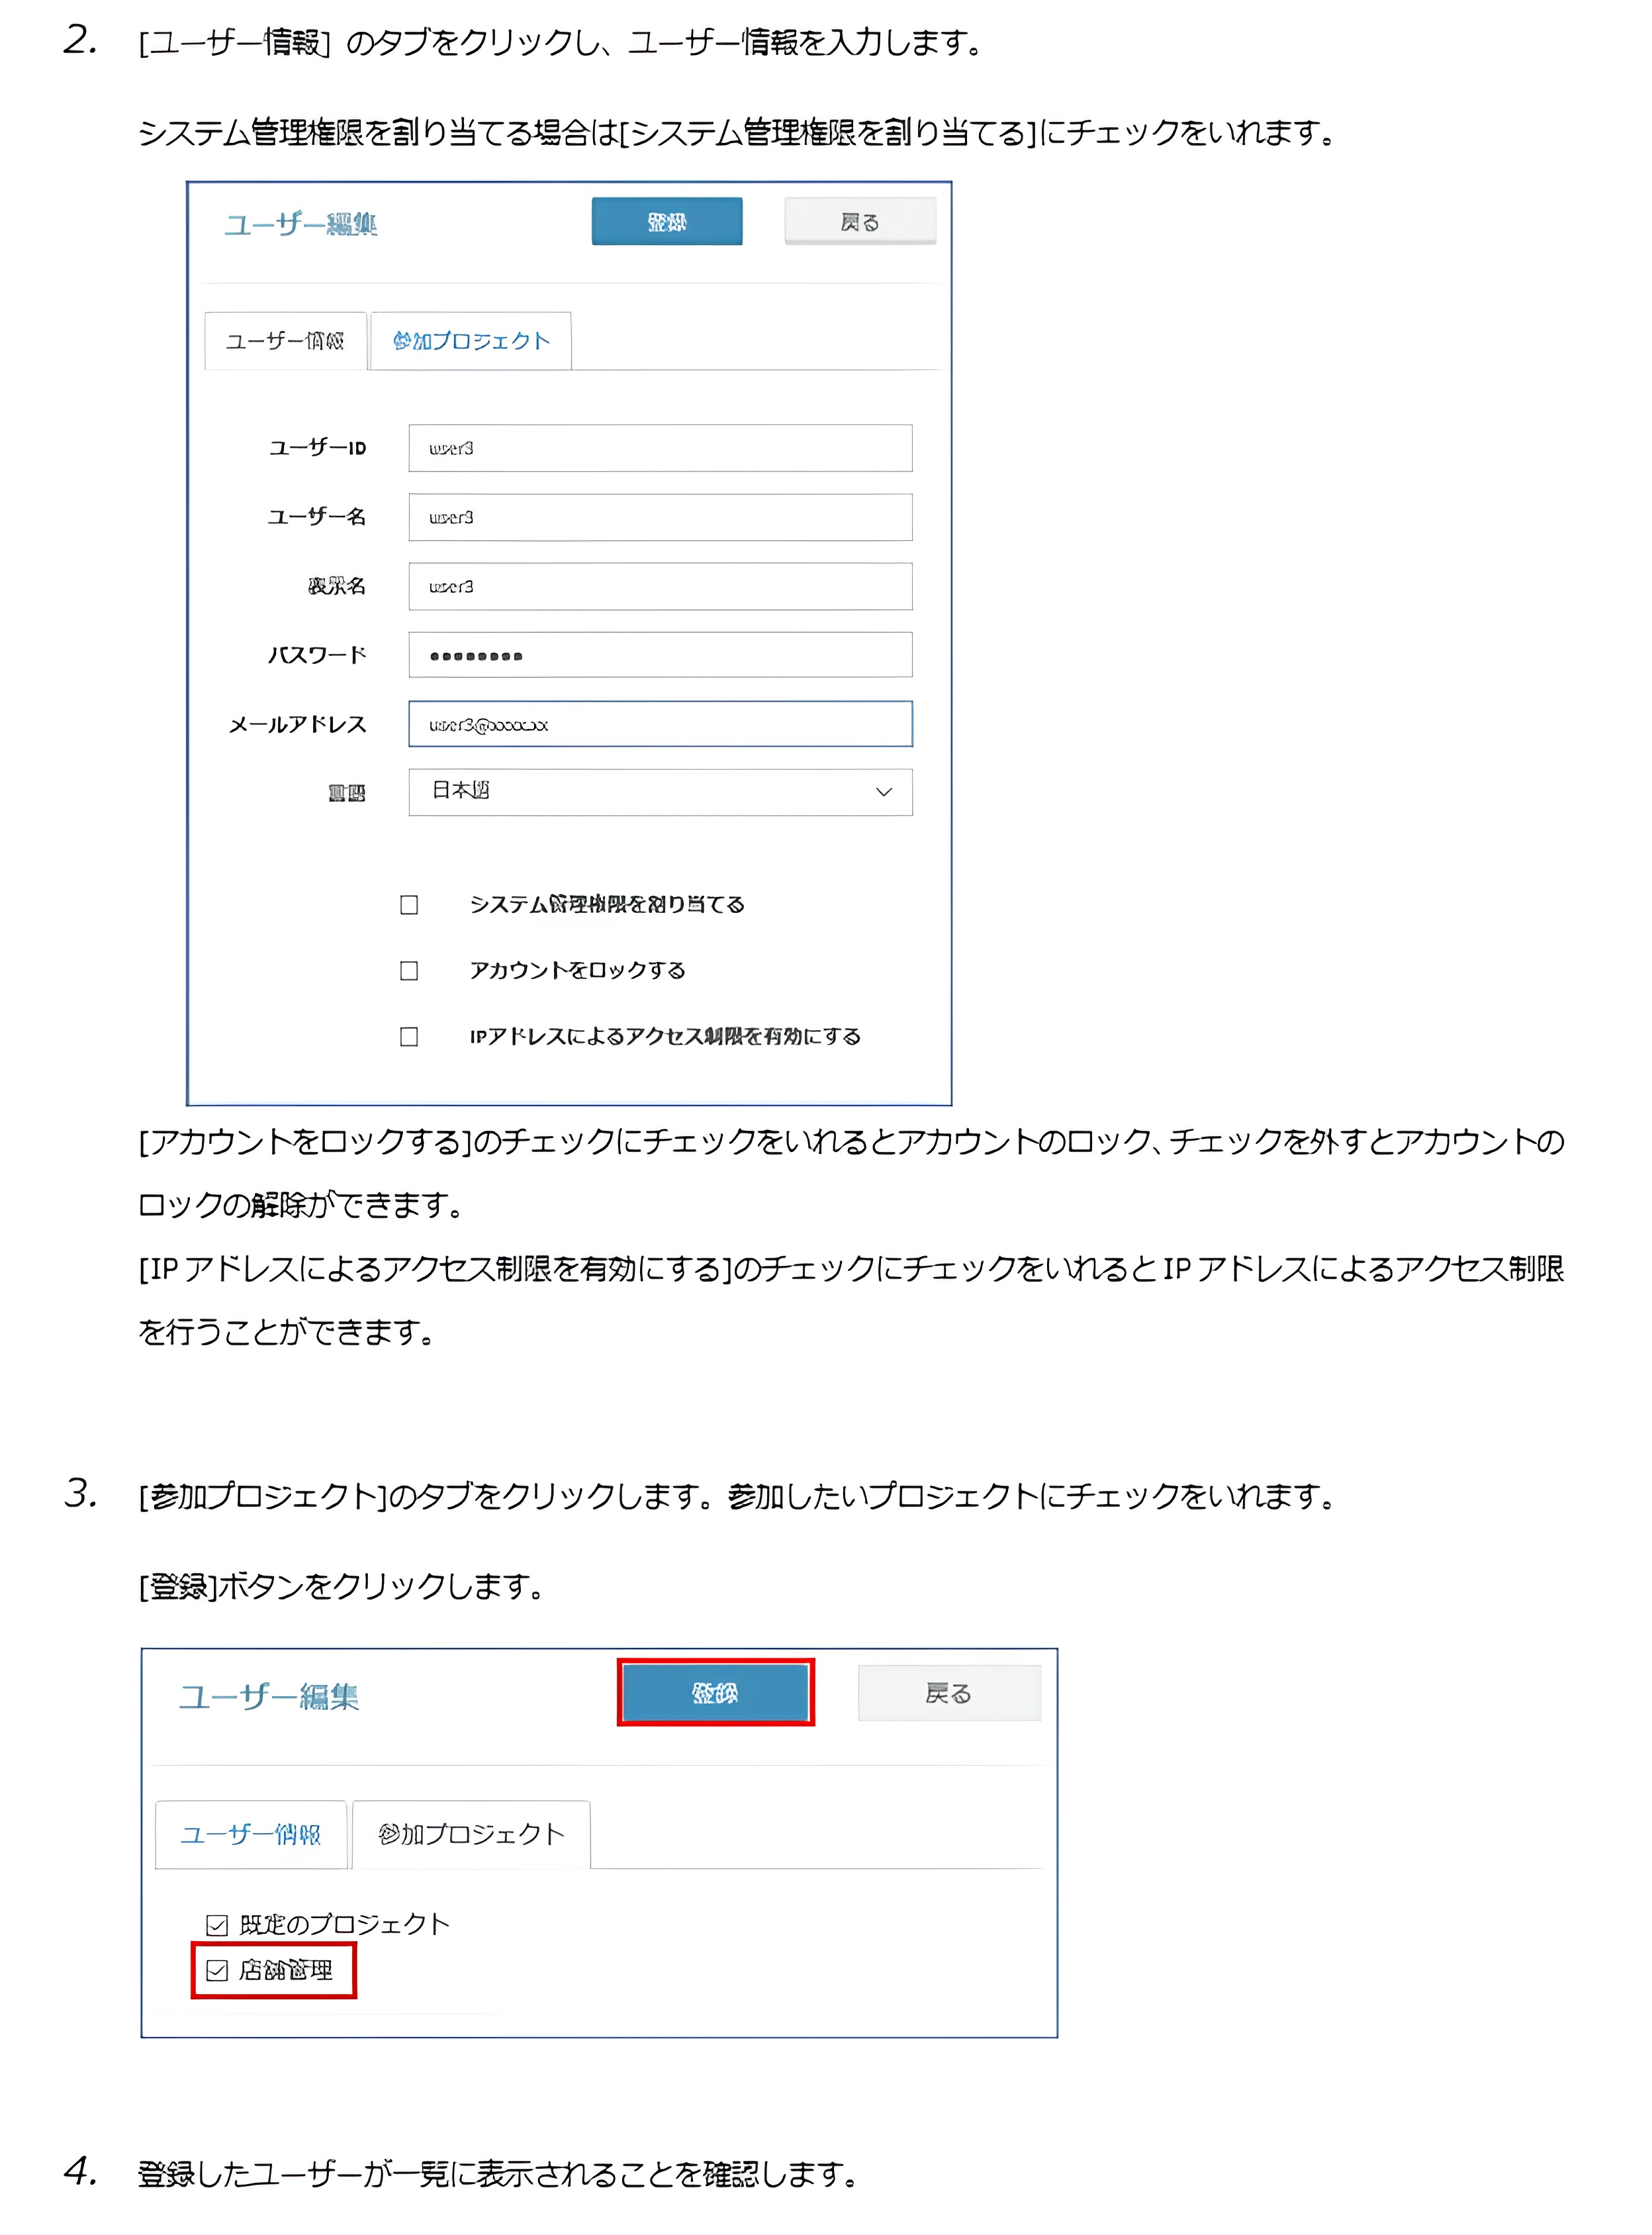 2. [ユーザー情報] のタブをクリックし、ユーザー情報を入力します。
システム管理権限を割り当てる場合は[システム管理権限を割り当てる]にチェックをいれます。
ユーザー編集 登録 戻る
ユーザー情報 参加プロジェクト
ユーザーID user3
ユーザー名 user3
表示名 user3
パスワード ●●●●●●●●
メールアドレス
言語 日本語
システム管理権限を割り当てる
アカウントをロックする
IPアドレスによるアクセス制限を有効にする
[アカウントをロックする]のチェックにチェックをいれるとアカウントのロック、チェックを外すとアカウントの
ロックの解除ができます。
[IP アドレスによるアクセス制限を有効にする]のチェックにチェックをいれると IP アドレスによるアクセス制限
を行うことができます。
3. [参加プロジェクト]のタブをクリックします。参加したいプロジェクトにチェックをいれます。
[登録]ボタンをクリックします。
ユーザー編集 登録 戻る
ユーザー情報 参加プロジェクト
既定のプロジェクト
店舗管理
4. 登録したユーザーが一覧に表示されることを確認します。